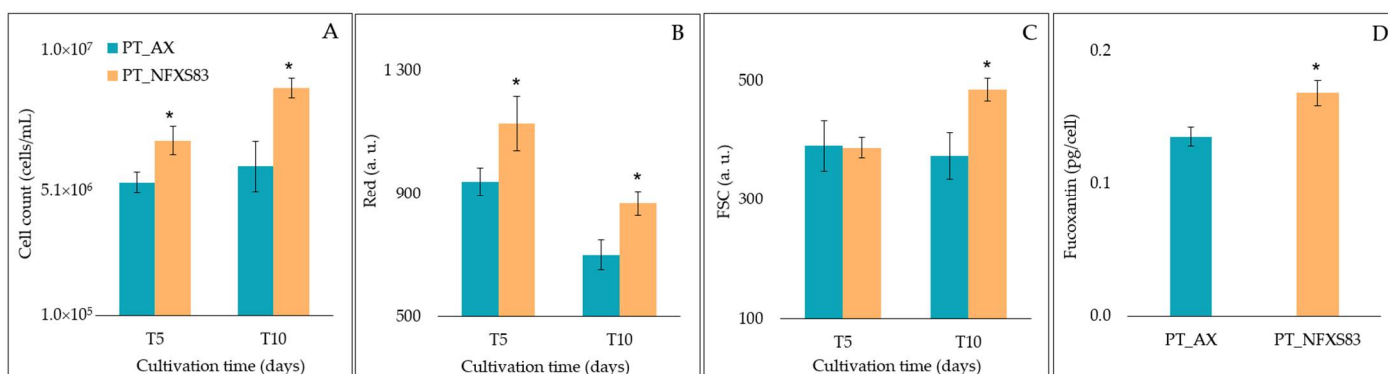 A
PT_AX
PT_NFXS83
Cell count (cells/mL)
1.0×10⁷
5.1×10⁶
1.0×10⁵
*
*
T5 T10
Cultivation time (days)
B
Red (a. u.)
1 300
900
500
*
*
T5 T10
Cultivation time (days)
C
FSC (a. u.)
500
300
100
*
T5 T10
Cultivation time (days)
D
Fucoxantin (pg/cell)
0.2
0.1
0.0
*
PT_AX PT_NFXS83